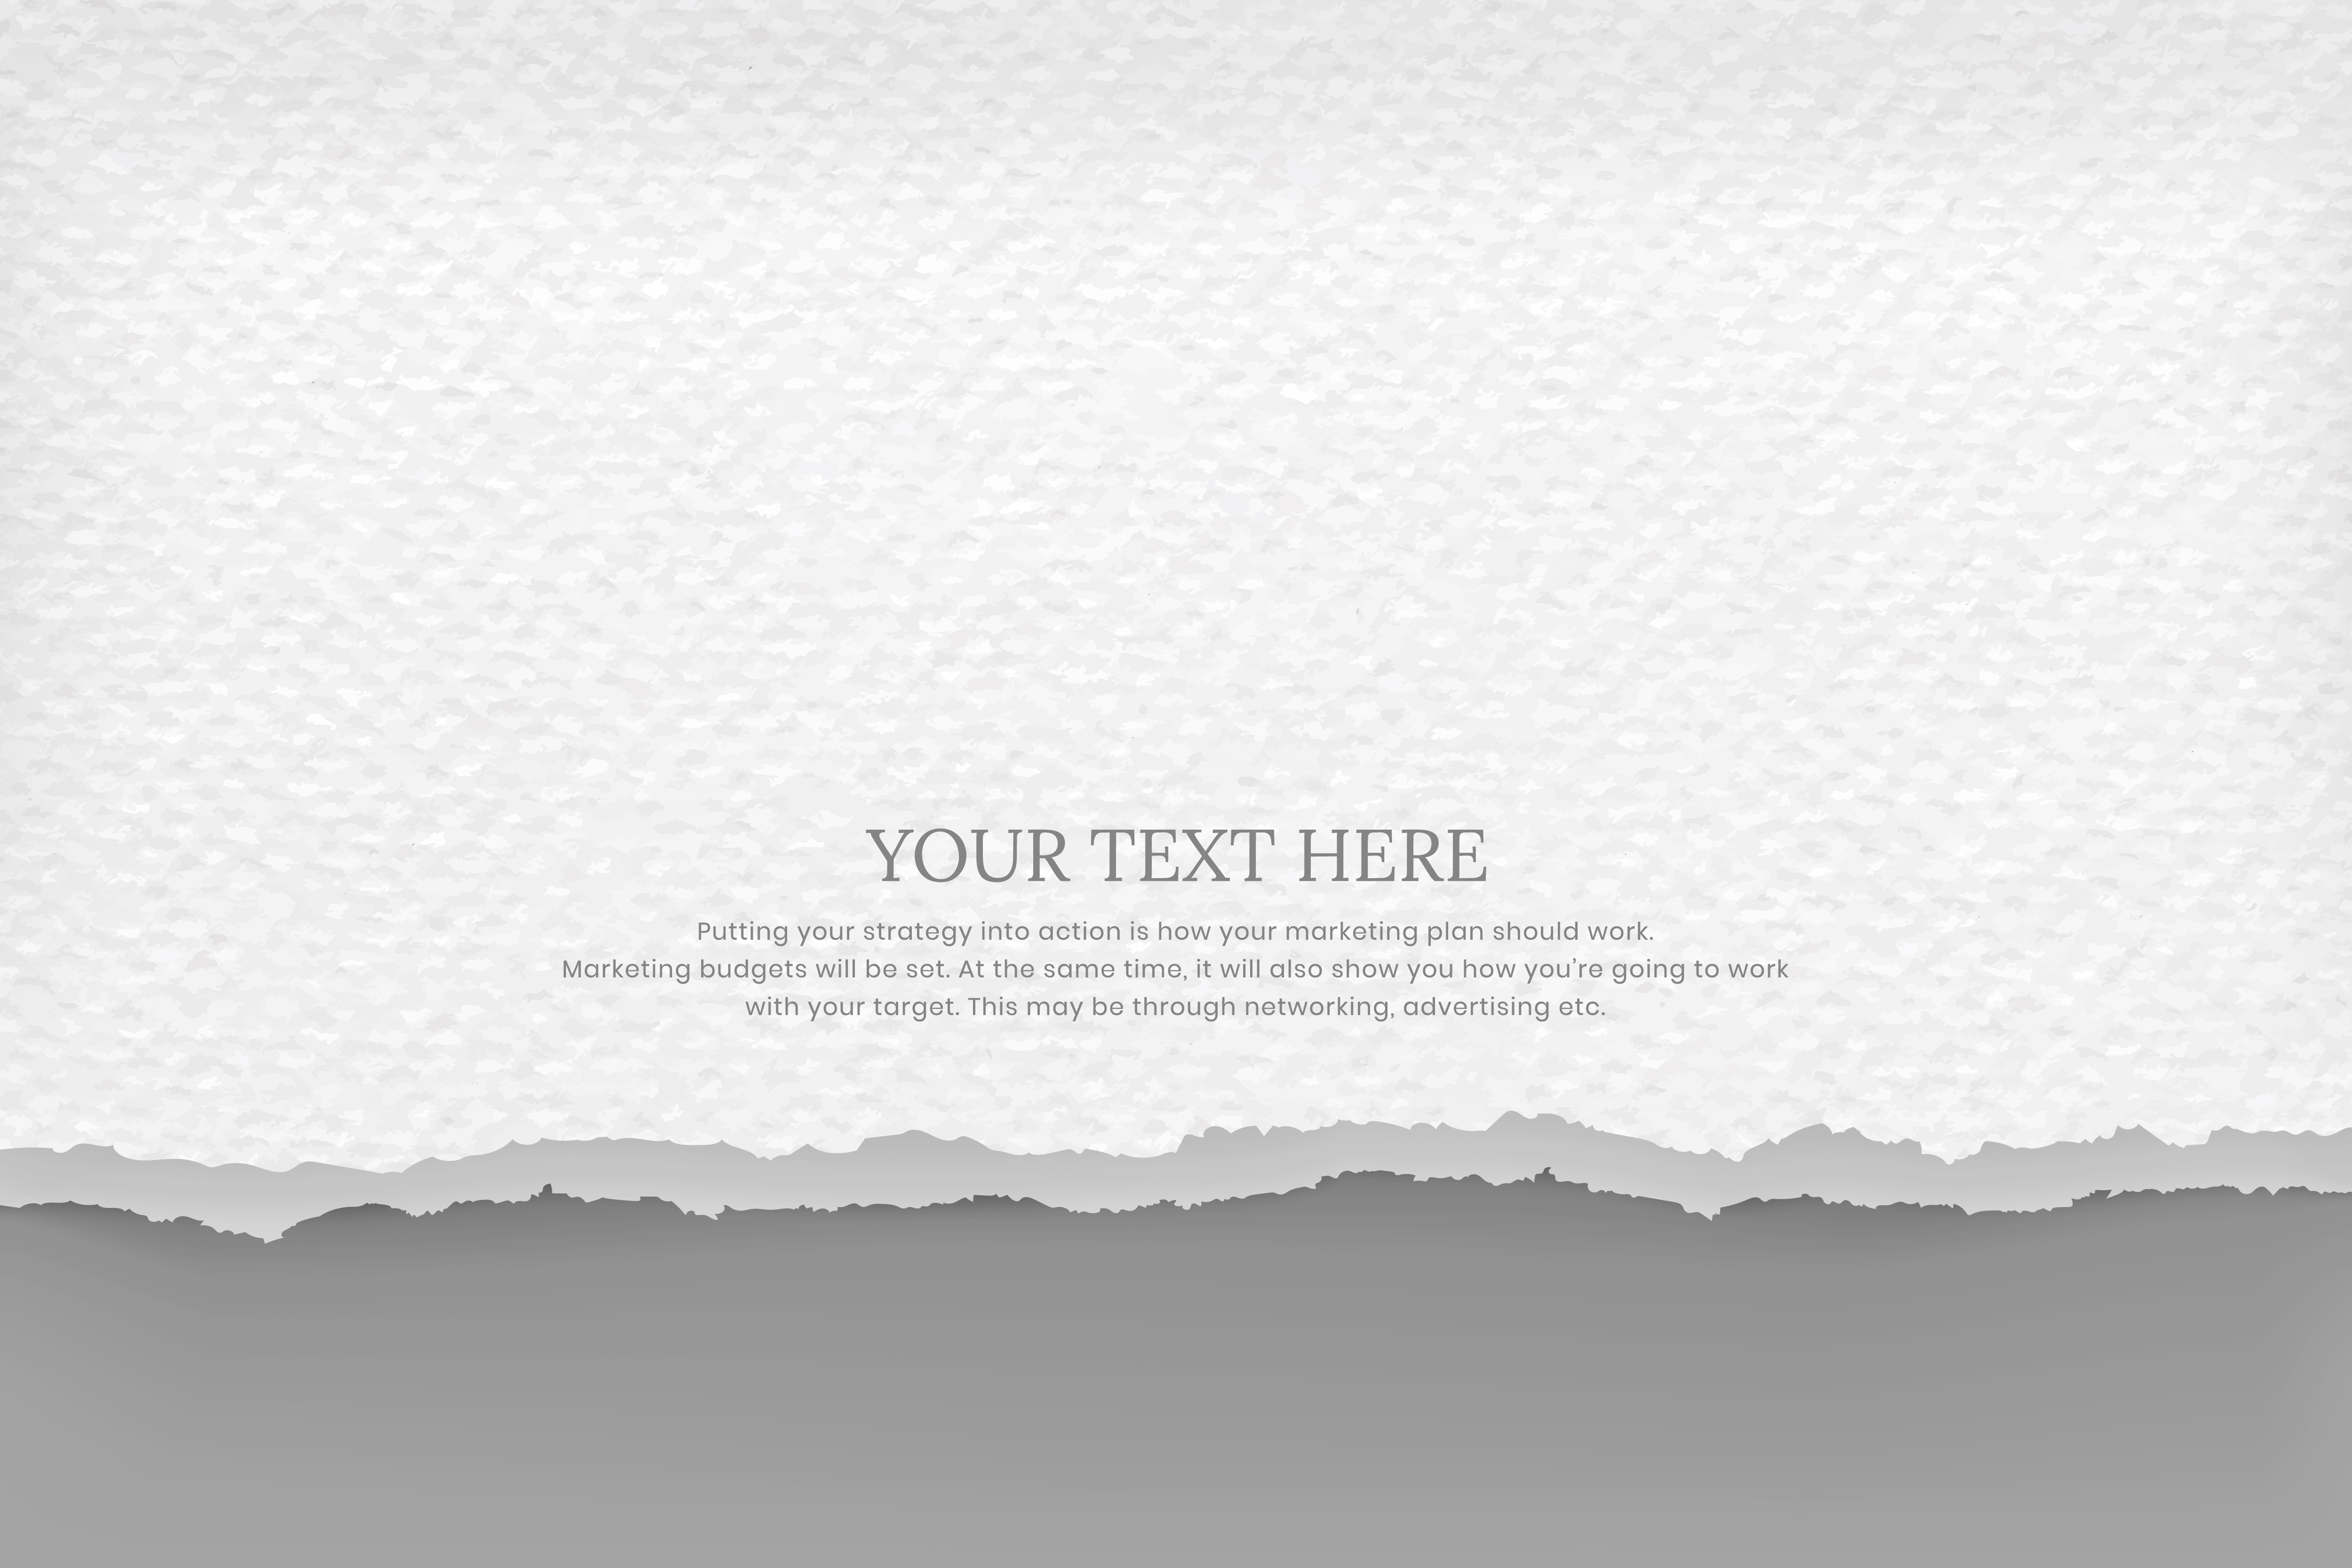 YOUR TEXT HERE
Putting your strategy into action is how your marketing plan should work.
Marketing budgets will be set. At the same time, it will also show you how you’re going to work
with your target. This may be through networking, advertising etc.